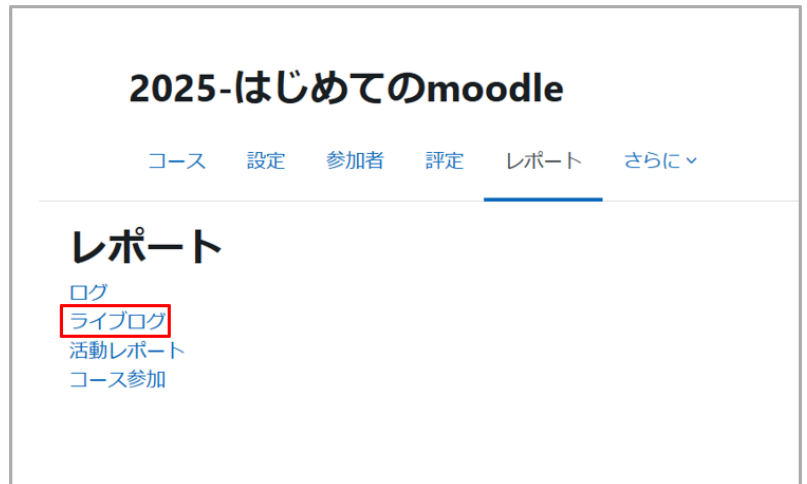 2025-はじめてのmoodle
コース 設定 参加者 評定 レポート さらに
レポート
ログ
ライブログ
活動レポート
コース参加